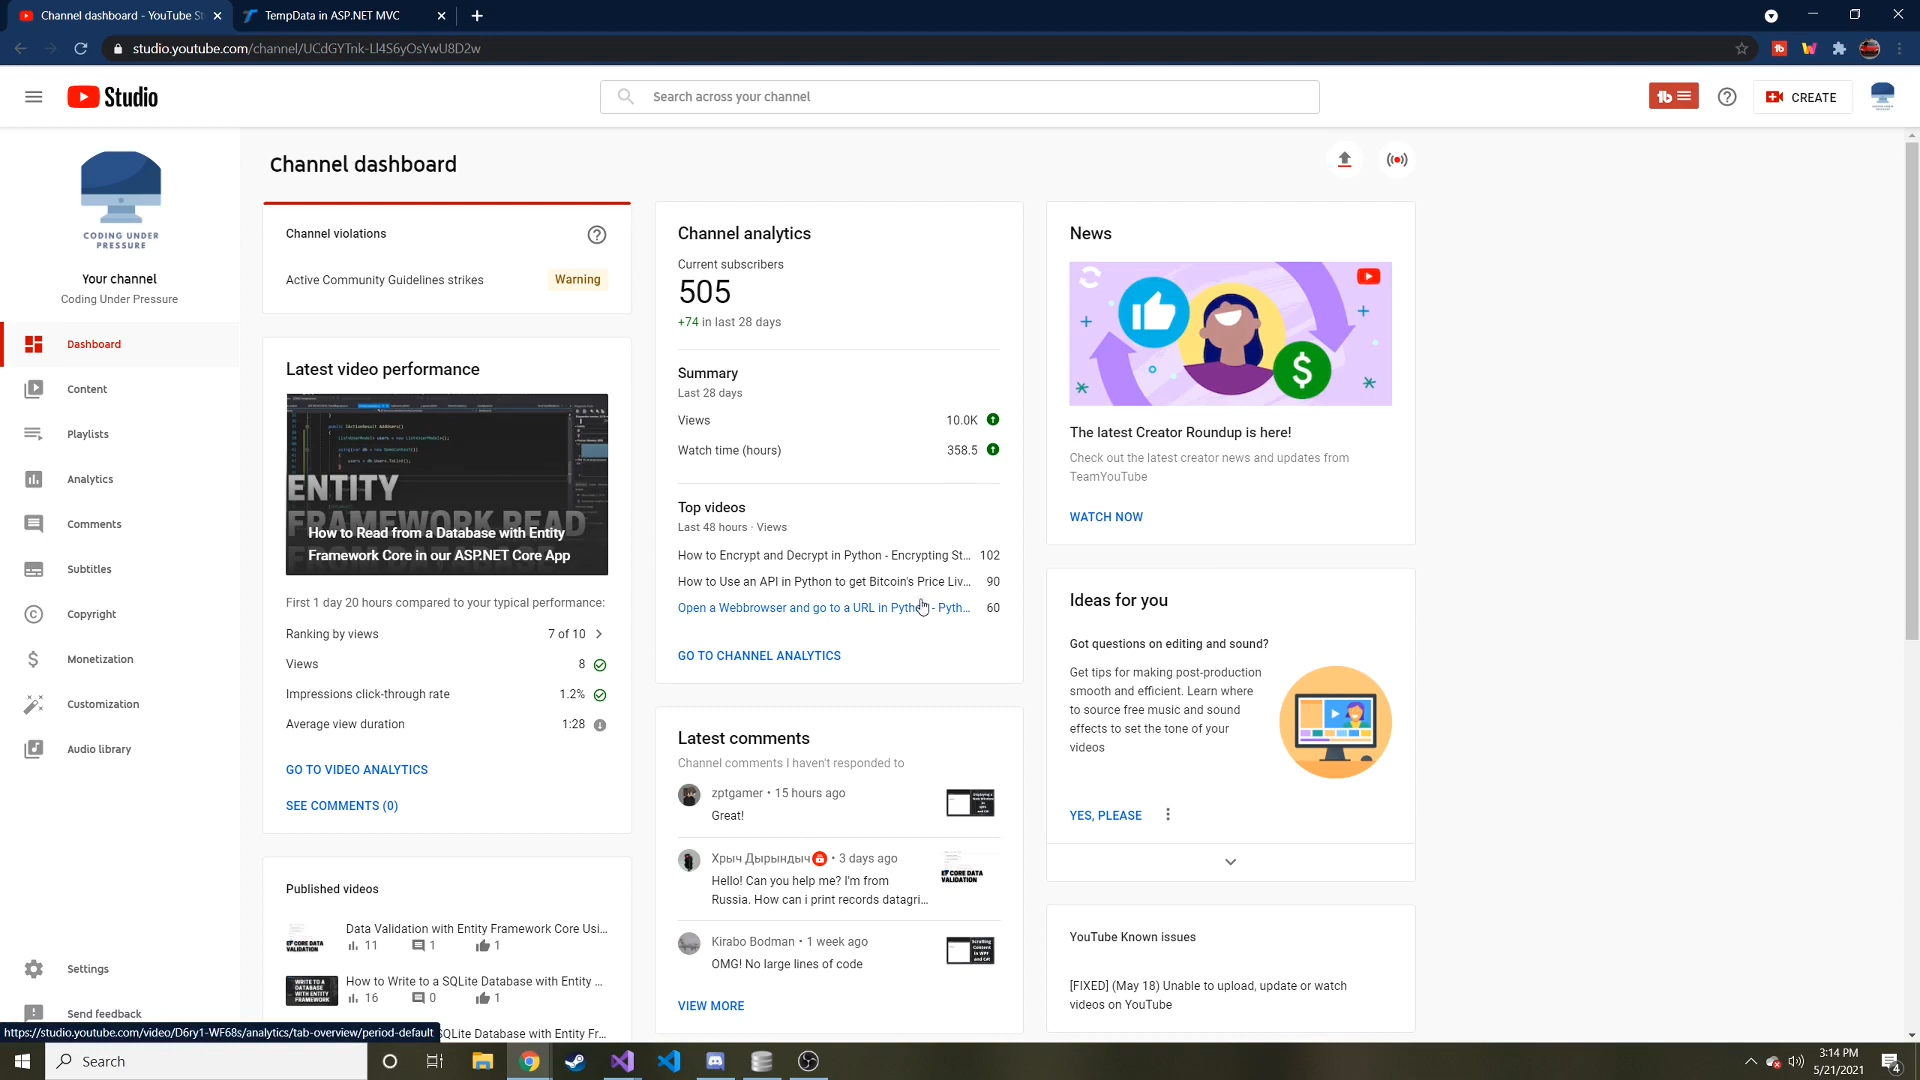 Channel dashboard - YouTube St
TempData in ASP.NET MVC
studio.youtube.com/channel/UCdGYTnk-Ll4S6yOsYwU8D2w
Studio
Search across your channel
CREATE
CODING UNDER
PRESSURE
Your channel
Coding Under Pressure
Dashboard
Content
Playlists
Analytics
Comments
Subtitles
Copyright
Monetization
Customization
Audio library
Settings
Send feedback
Channel dashboard
Channel violations
Active Community Guidelines strikes
Warning
Latest video performance
ENTITY
FRAMEWORK READ
How to Read from a Database with Entity
Framework Core in our ASP.NET Core App
First 1 day 20 hours compared to your typical performance:
Ranking by views 7 of 10
Views 8
Impressions click-through rate 1.2%
Average view duration 1:28
GO TO VIDEO ANALYTICS
SEE COMMENTS (0)
Published videos
EF CORE DATA
VALIDATION
Data Validation with Entity Framework Core Usi...
11 1 1
WRITE TO A
DATABASE
WITH ENTITY
FRAMEWORK
How to Write to a SQLite Database with Entity ...
16 0 1
SQLite Database with Entity Fr...
Channel analytics
Current subscribers
505
+74 in last 28 days
Summary
Last 28 days
Views 10.0K
Watch time (hours) 358.5
Top videos
Last 48 hours · Views
How to Encrypt and Decrypt in Python - Encrypting St... 102
How to Use an API in Python to get Bitcoin's Price Liv... 90
Open a Webbrowser and go to a URL in Python - Pyth... 60
GO TO CHANNEL ANALYTICS
Latest comments
Channel comments I haven't responded to
zptgamer • 15 hours ago
Great!
Хрыч Дырындыч • 3 days ago
Hello! Can you help me? I'm from
Russia. How can i print records datagri...
EF CORE DATA
VALIDATION
Kirabo Bodman • 1 week ago
OMG! No large lines of code
VIEW MORE
News
The latest Creator Roundup is here!
Check out the latest creator news and updates from
TeamYouTube
WATCH NOW
Ideas for you
Got questions on editing and sound?
Get tips for making post-production
smooth and efficient. Learn where
to source free music and sound
effects to set the tone of your
videos
YES, PLEASE
YouTube Known issues
[FIXED] (May 18) Unable to upload, update or watch
videos on YouTube
https://studio.youtube.com/video/D6ry1-WF68s/analytics/tab-overview/period-default
Search
3:14 PM
5/21/2021
4